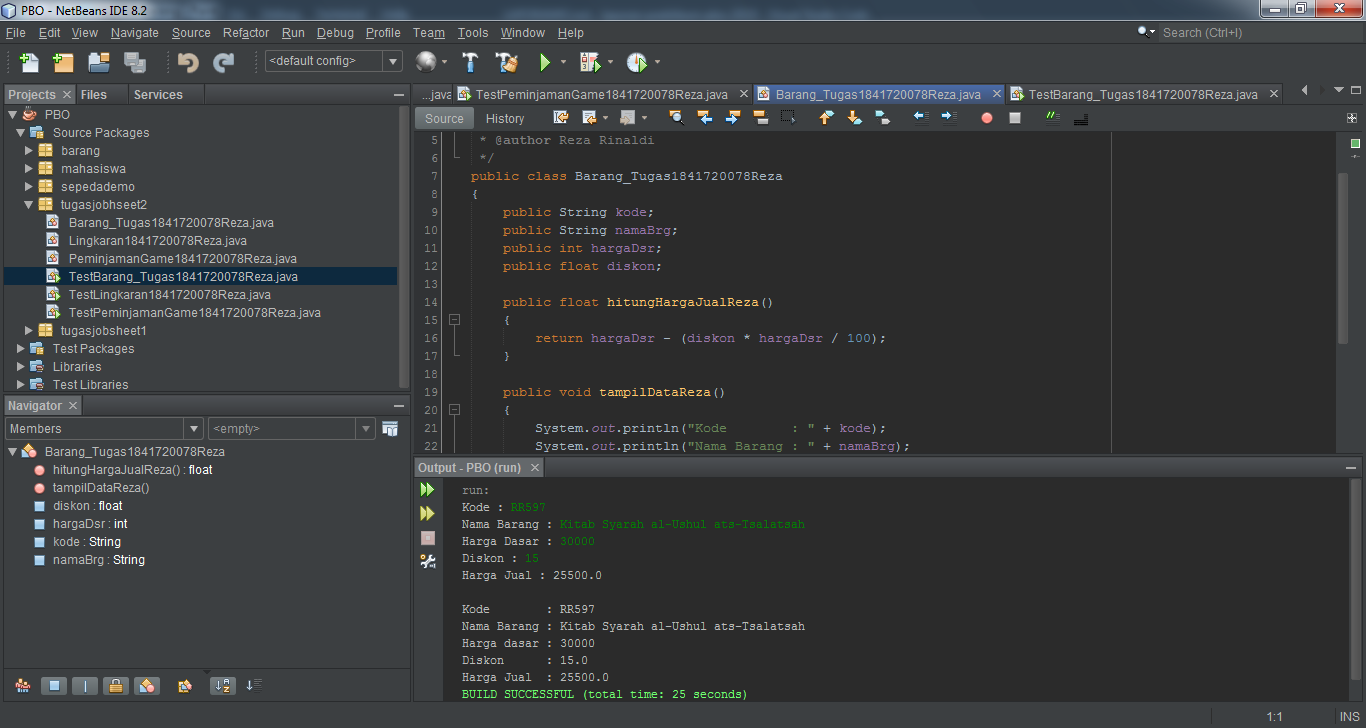 PBO - NetBeans IDE 8.2
File Edit View Navigate Source Refactor Run Debug Profile Team Tools Window Help
Search (Ctrl+I)
<default config>
Projects Files Services
PBO
Source Packages
barang
mahasiswa
sepedademo
tugasjobhseet2
Barang_Tugas1841720078Reza.java
Lingkaran1841720078Reza.java
PeminjamanGame1841720078Reza.java
TestBarang_Tugas1841720078Reza.java
TestLingkaran1841720078Reza.java
TestPeminjamanGame1841720078Reza.java
tugasjobsheet1
Test Packages
Libraries
Test Libraries
Navigator
Members <empty>
Barang_Tugas1841720078Reza
hitungHargaJualReza() : float
tampilDataReza()
diskon : float
hargaDsr : int
kode : String
namaBrg : String
...java TestPeminjamanGame1841720078Reza.java Barang_Tugas1841720078Reza.java TestBarang_Tugas1841720078Reza.java
Source History
5 * @author Reza Rinaldi
6 */
7 public class Barang_Tugas1841720078Reza
8 {
9 public String kode;
10 public String namaBrg;
11 public int hargaDsr;
12 public float diskon;
13
14 public float hitungHargaJualReza()
15 {
16 return hargaDsr - (diskon * hargaDsr / 100);
17 }
18
19 public void tampilDataReza()
20 {
21 System.out.println("Kode        : " + kode);
22 System.out.println("Nama Barang : " + namaBrg);
Output - PBO (run)
run:
Kode : RR597
Nama Barang : Kitab Syarah al-Ushul ats-Tsalatsah
Harga Dasar : 30000
Diskon : 15
Harga Jual : 25500.0
Kode        : RR597
Nama Barang : Kitab Syarah al-Ushul ats-Tsalatsah
Harga dasar : 30000
Diskon      : 15.0
Harga Jual  : 25500.0
BUILD SUCCESSFUL (total time: 25 seconds)
1:1 INS